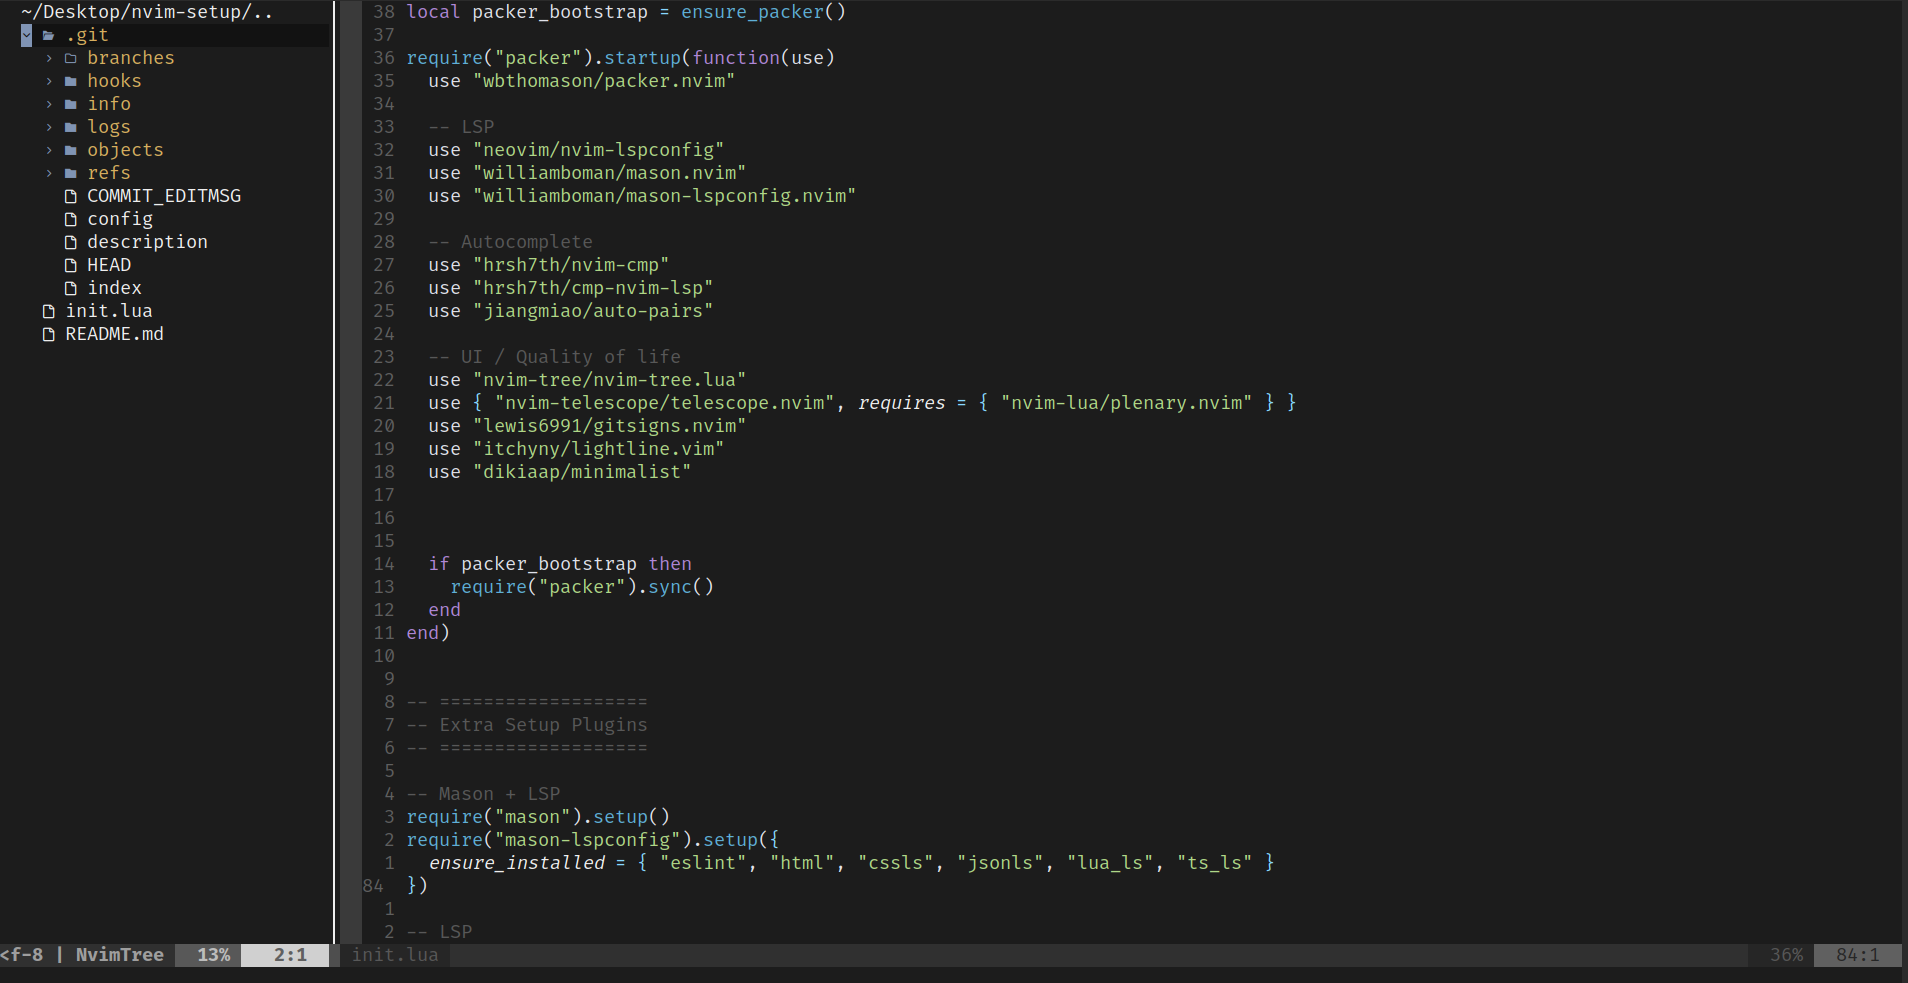 ~/Desktop/nvim-setup/..
.git
branches
hooks
info
logs
objects
refs
COMMIT_EDITMSG
config
description
HEAD
index
init.lua
README.md
<f-8 | NvimTree 13% 2:1
38 local packer_bootstrap = ensure_packer()
37
36 require("packer").startup(function(use)
35   use "wbthomason/packer.nvim"
34
33   -- LSP
32   use "neovim/nvim-lspconfig"
31   use "williamboman/mason.nvim"
30   use "williamboman/mason-lspconfig.nvim"
29
28   -- Autocomplete
27   use "hrsh7th/nvim-cmp"
26   use "hrsh7th/cmp-nvim-lsp"
25   use "jiangmiao/auto-pairs"
24
23   -- UI / Quality of life
22   use "nvim-tree/nvim-tree.lua"
21   use { "nvim-telescope/telescope.nvim", requires = { "nvim-lua/plenary.nvim" } }
20   use "lewis6991/gitsigns.nvim"
19   use "itchyny/lightline.vim"
18   use "dikiaap/minimalist"
17
16
15
14   if packer_bootstrap then
13     require("packer").sync()
12   end
11 end)
10
9
8 -- ===================
7 -- Extra Setup Plugins
6 -- ===================
5
4 -- Mason + LSP
3 require("mason").setup()
2 require("mason-lspconfig").setup({
1   ensure_installed = { "eslint", "html", "cssls", "jsonls", "lua_ls", "ts_ls" }
84  })
1
2 -- LSP
init.lua 36% 84:1